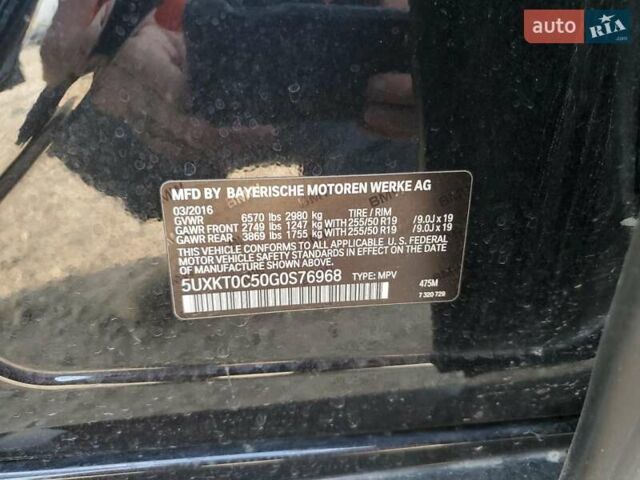 auto RIA
.com
MFD BY BAYERISCHE MOTOREN WERKE AG
03/2016
GVWR 6570 lbs 2980 kg TIRE / RIM
GAWR FRONT 2749 lbs 1247 kg WITH 255/50 R19 /9.0J x 19
GAWR REAR 3869 lbs 1755 kg WITH 255/50 R19 /9.0J x 19
THIS VEHICLE CONFORMS TO ALL APPLICABLE U. S. FEDERAL
MOTOR VEHICLE SAFETY STANDARDS IN EFFECT ON THE
DATE OF MANUFACTURE SHOWN ABOVE.
5UXKT0C50G0S76968 TYPE: MPV 475M
7 320 729